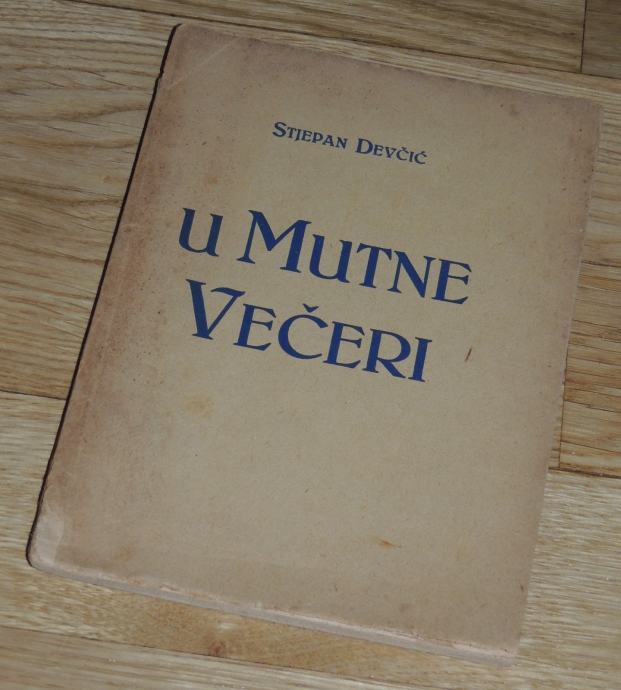 Stjepan Devčić
u Mutne
Večeri